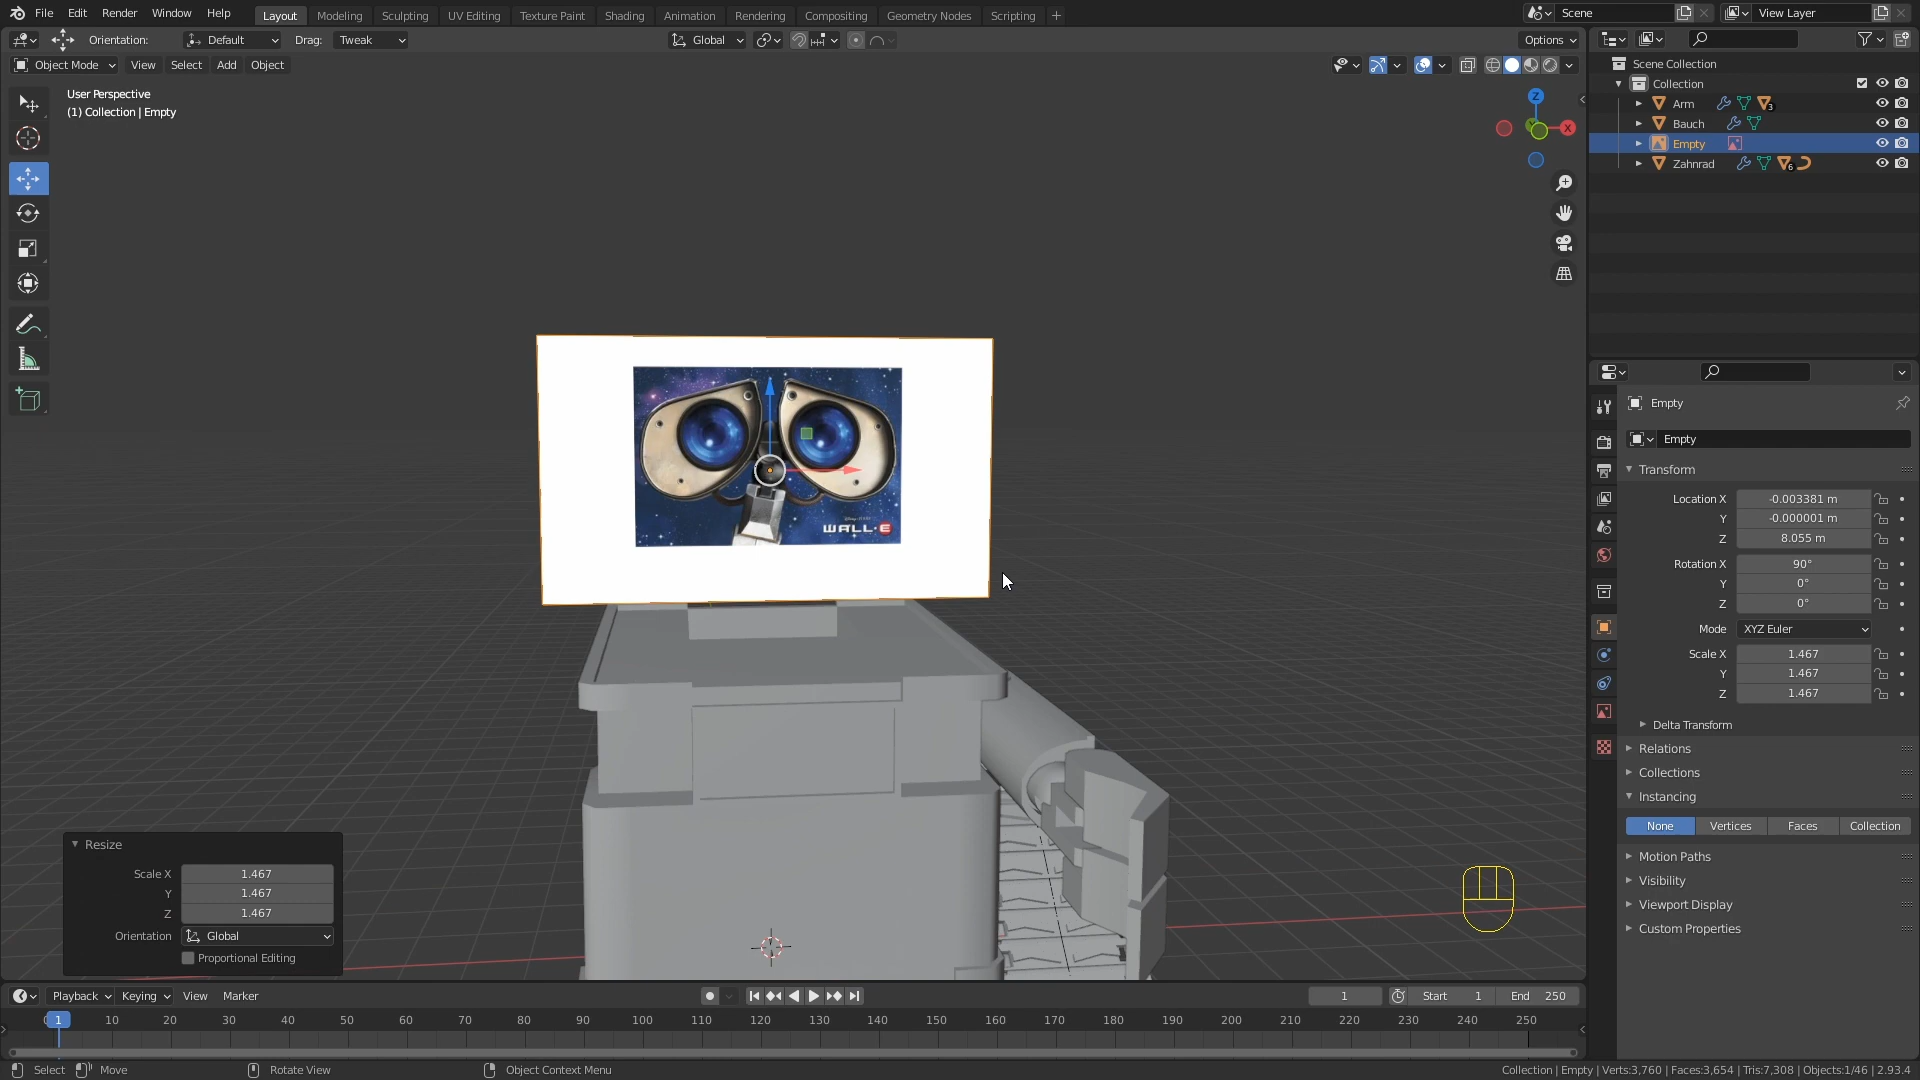 File Edit Render Window Help Layout Modeling Sculpting UV Editing Texture Paint Shading Animation Rendering Compositing Geometry Nodes Scripting + Scene View Layer
Orientation: Default Drag: Tweak Global Options
Object Mode View Select Add Object
User Perspective
(1) Collection | Empty
Z
X
WALL·E
Scene Collection
Collection
Arm 3
Bauch
Empty
Zahnrad 6
Empty
Empty
Transform
Location X -0.003381 m
Y -0.000001 m
Z 8.055 m
Rotation X 90°
Y 0°
Z 0°
Mode XYZ Euler
Scale X 1.467
Y 1.467
Z 1.467
Delta Transform
Relations
Collections
Instancing
None Vertices Faces Collection
Motion Paths
Visibility
Viewport Display
Custom Properties
Resize
Scale X 1.467
Y 1.467
Z 1.467
Orientation Global
Proportional Editing
Playback Keying View Marker 1 Start 1 End 250
1 10 20 30 40 50 60 70 80 90 100 110 120 130 140 150 160 170 180 190 200 210 220 230 240 250
Select Move Rotate View Object Context Menu Collection | Empty | Verts:3,760 | Faces:3,654 | Tris:7,308 | Objects:1/46 | 2.93.4